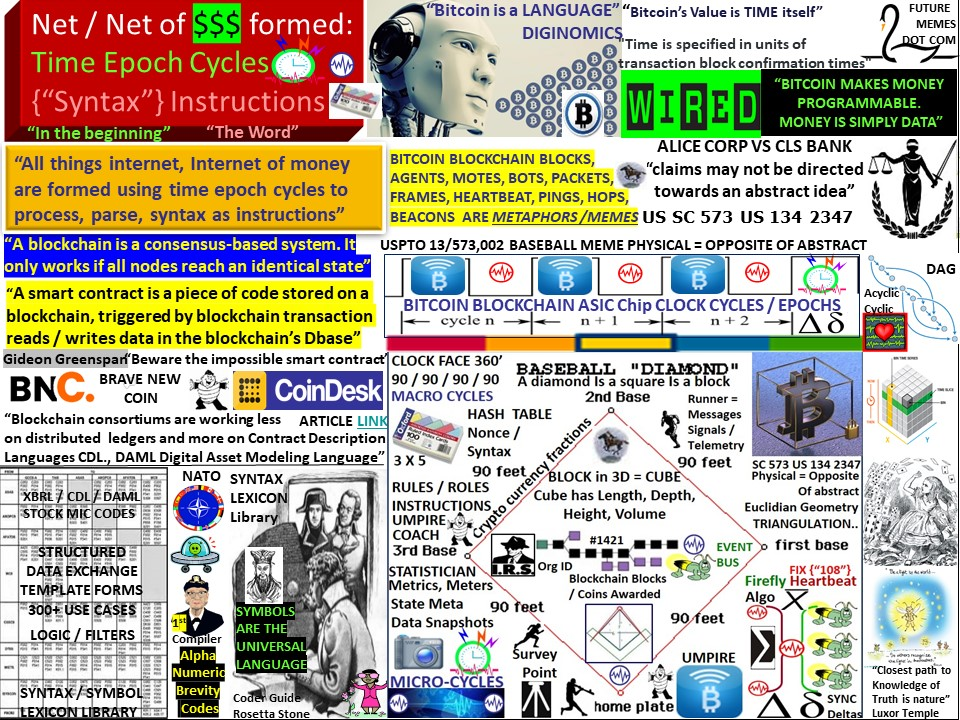 Net / Net of $$$ formed:
Time Epoch Cycles
{“Syntax”} Instructions
“In the beginning” “The Word”
“Bitcoin is a LANGUAGE”
DIGINOMICS
“Bitcoin’s Value is TIME itself”
"Time is specified in units of
transaction block confirmation times"
FUTURE
MEMES
DOT COM
WIRED
“BITCOIN MAKES MONEY
PROGRAMMABLE.
MONEY IS SIMPLY DATA”
“All things internet, Internet of money
are formed using time epoch cycles to
process, parse, syntax as instructions”
BITCOIN BLOCKCHAIN BLOCKS,
AGENTS, MOTES, BOTS, PACKETS,
FRAMES, HEARTBEAT, PINGS, HOPS,
BEACONS ARE METAPHORS /MEMES
ALICE CORP VS CLS BANK
“claims may not be directed
towards an abstract idea”
US SC 573 US 134 2347
“A blockchain is a consensus-based system. It
only works if all nodes reach an identical state”
“A smart contract is a piece of code stored on a
blockchain, triggered by blockchain transaction
reads / writes data in the blockchain’s Dbase”
Gideon Greenspan “Beware the impossible smart contract’
USPTO 13/573,002 BASEBALL MEME PHYSICAL = OPPOSITE OF ABSTRACT
BITCOIN BLOCKCHAIN ASIC Chip CLOCK CYCLES / EPOCHS
cycle n
n + 1
n + 2
Δ δ
DAG
Acyclic
Cyclic
BNC.
BRAVE NEW
COIN
CoinDesk
“Blockchain consortiums are working less ARTICLE LINK
on distributed ledgers and more on Contract Description
Languages CDL., DAML Digital Asset Modeling Language”
CLOCK FACE 360’
90 / 90 / 90 / 90
MACRO CYCLES
BASEBALL "DIAMOND"
A diamond Is a square Is a block
2nd Base
Oxford
Ruled Index Cards
100
3 X 5
HASH TABLE
Nonce /
Syntax
90 feet
Runner =
Messages
Signals /
Telemetry
90 feet
Crypto currency fractions
BLOCK in 3D = CUBE
Cube has Length, Depth,
Height, Volume
RULES / ROLES
INSTRUCTIONS
UMPIRE
COACH
3rd Base
I.R.S.
Org ID
#1421
Blockchain Blocks
/ Coins Awarded
EVENT
BUS
first base
SC 573 US 134 2347
Physical = Opposite
Of abstract
Euclidian Geometry
TRIANGULATION..
STATISTICIAN
Metrics, Meters
State Meta
Data Snapshots
90 feet
90 feet
MICRO-CYCLES
Survey
Point
home plate
UMPIRE
FIX {“108”}
Firefly Heartbeat
Algo
Σ
Δ δ
SYNC
Deltas
XBRL / CDL / DAML
STOCK MIC CODES
STRUCTURED
DATA EXCHANGE
TEMPLATE FORMS
300+ USE CASES
LOGIC / FILTERS
SYNTAX / SYMBOL
LEXICON LIBRARY
NATO
1st
Compiler
Alpha
Numeric
Brevity
Codes
SYNTAX
LEXICON
Library
SYMBOLS
ARE THE
UNIVERSAL
LANGUAGE
Coder Guide
Rosetta Stone
“Closest path to
Knowledge of
Truth is nature”
Luxor Temple